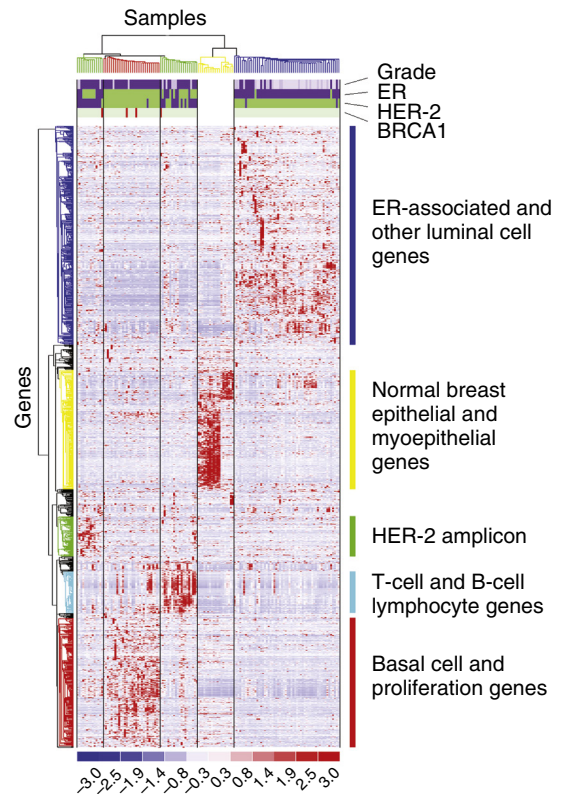 Samples
Grade
ER
HER-2
BRCA1
Genes
ER-associated and
other luminal cell
genes
Normal breast
epithelial and
myoepithelial
genes
HER-2 amplicon
T-cell and B-cell
lymphocyte genes
Basal cell and
proliferation genes
–3.0 –2.5 –1.9 –1.4 –0.8 –0.3 0.3 0.8 1.4 1.9 2.5 3.0